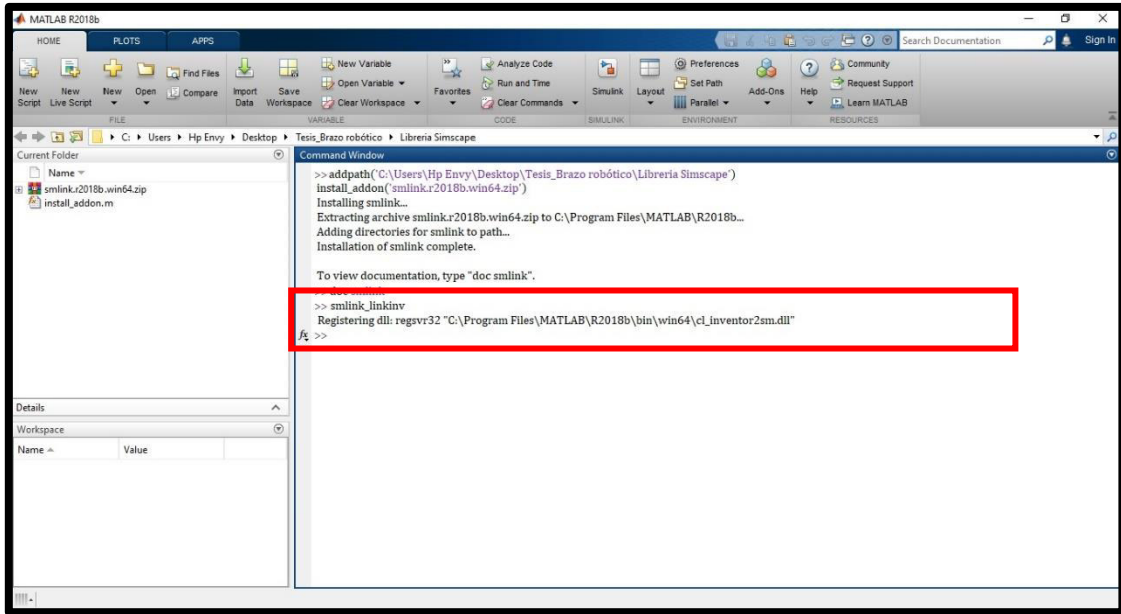 MATLAB R2018b
HOME PLOTS APPS
Search Documentation
Sign In
New Script
New Live Script
New
Open
Find Files
Compare
Import Data
Save Workspace
New Variable
Open Variable
Clear Workspace
Favorites
Analyze Code
Run and Time
Clear Commands
Simulink
Layout
Preferences
Set Path
Parallel
Add-Ons
Help
Community
Request Support
Learn MATLAB
FILE VARIABLE CODE SIMULINK ENVIRONMENT RESOURCES
C: Users Hp Envy Desktop Tesis_Brazo robótico Libreria Simscape
Current Folder
Name
smlink.r2018b.win64.zip
install_addon.m
Details
Workspace
Name Value
Command Window
>> addpath('C:\Users\Hp Envy\Desktop\Tesis_Brazo robótico\Libreria Simscape')
install_addon('smlink.r2018b.win64.zip')
Installing smlink...
Extracting archive smlink.r2018b.win64.zip to C:\Program Files\MATLAB\R2018b...
Adding directories for smlink to path...
Installation of smlink complete.
To view documentation, type "doc smlink".
>> smlink_linkinv
Registering dll: regsvr32 "C:\Program Files\MATLAB\R2018b\bin\win64\cl_inventor2sm.dll"
fx >>